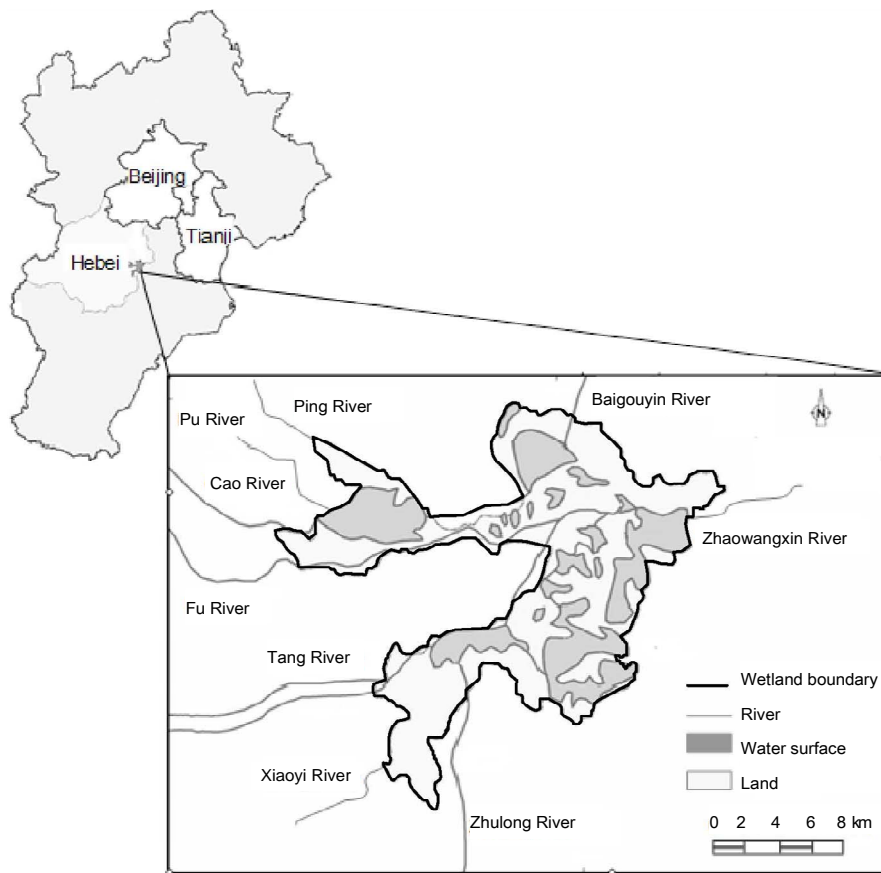 Beijing
Tianji
Hebei
Baigouyin River
Ping River
Pu River
N
Cao River
Zhaowangxin River
Fu River
Tang River
Wetland boundary
River
Water surface
Xiaoyi River
Land
Zhulong River
0 2 4 6 8 km